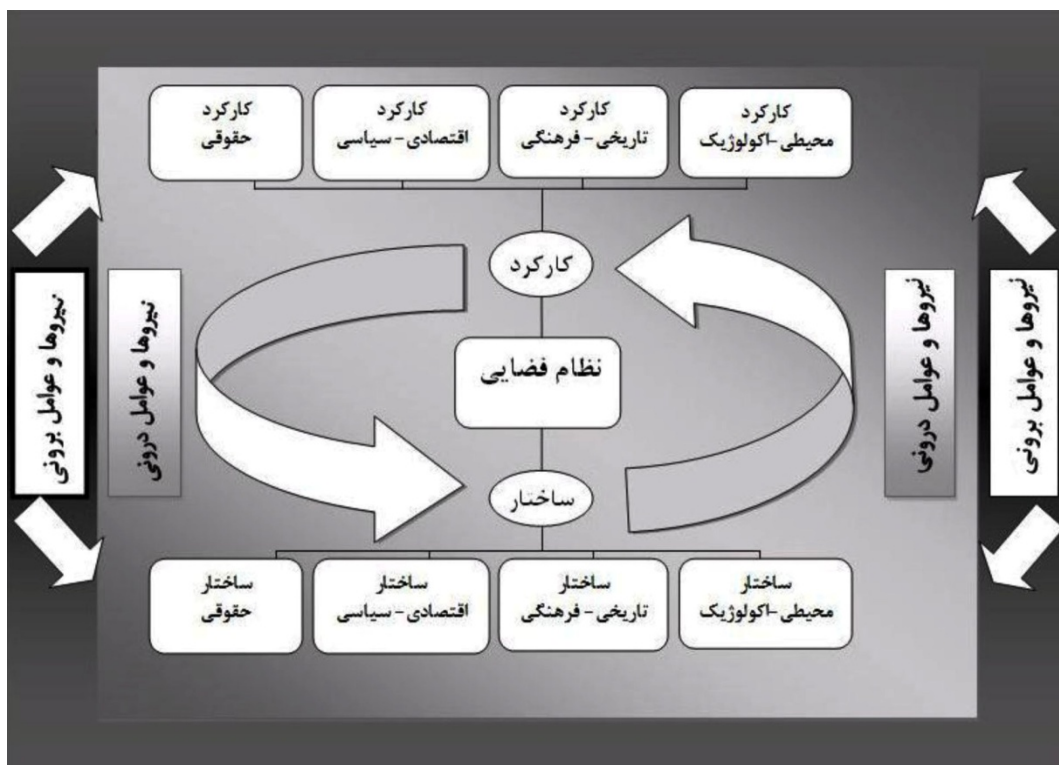 کارکرد
محیطی-اکولوژیک
کارکرد
تاریخی-فرهنگی
کارکرد
اقتصادی-سیاسی
کارکرد
حقوقی
کارکرد
نیروها و عوامل برونی
نیروها و عوامل درونی
نظام فضایی
نیروها و عوامل درونی
نیروها و عوامل برونی
ساختار
ساختار
محیطی-اکولوژیک
ساختار
تاریخی-فرهنگی
ساختار
اقتصادی-سیاسی
ساختار
حقوقی